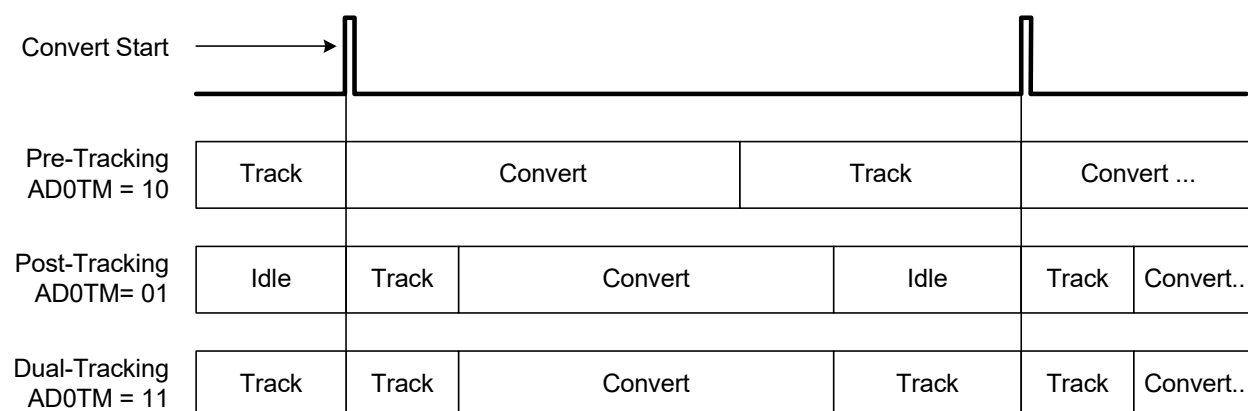 Convert Start
Pre-Tracking
AD0TM = 10
Track
Convert
Track
Convert ...
Post-Tracking
AD0TM= 01
Idle
Track
Convert
Idle
Track
Convert..
Dual-Tracking
AD0TM = 11
Track
Track
Convert
Track
Track
Convert..